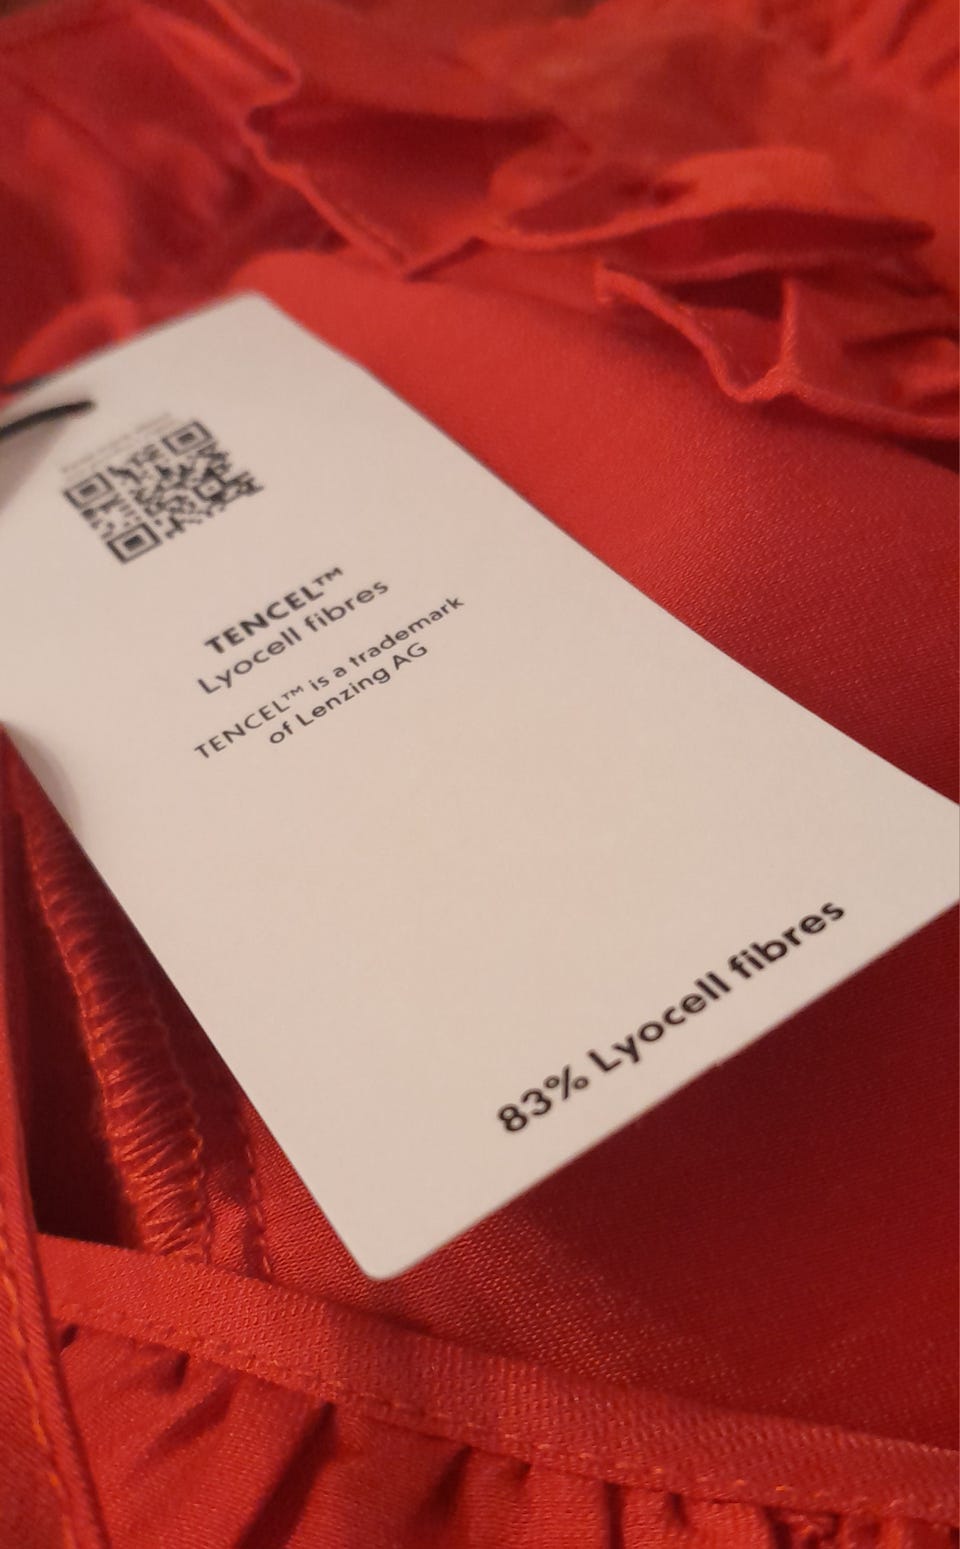 TENCEL™
Lyocell fibres
TENCEL™ is a trademark
of Lenzing AG
83% Lyocell fibres